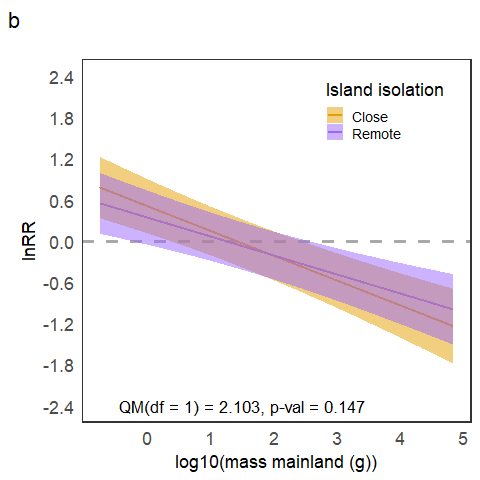 b
Island isolation
Close
Remote
2.4
1.8
1.2
0.6
0.0
-0.6
-1.2
-1.8
-2.4
lnRR
QM(df = 1) = 2.103, p-val = 0.147
0 1 2 3 4 5
log10(mass mainland (g))